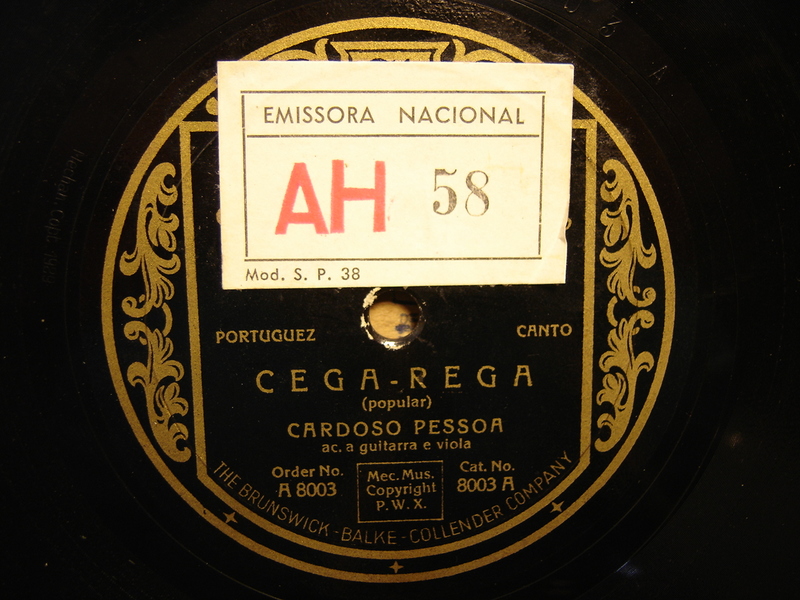 EMISSORA NACIONAL
AH 58
Mod. S. P. 38
PORTUGUEZ CANTO
CEGA-REGA
(popular)
CARDOSO PESSOA
ac. a guitarra e viola
Order No.
A 8003
Mec. Mus.
Copyright
P. W. X.
Cat. No.
8003 A
THE BRUNSWICK-BALKE-COLLENDER COMPANY